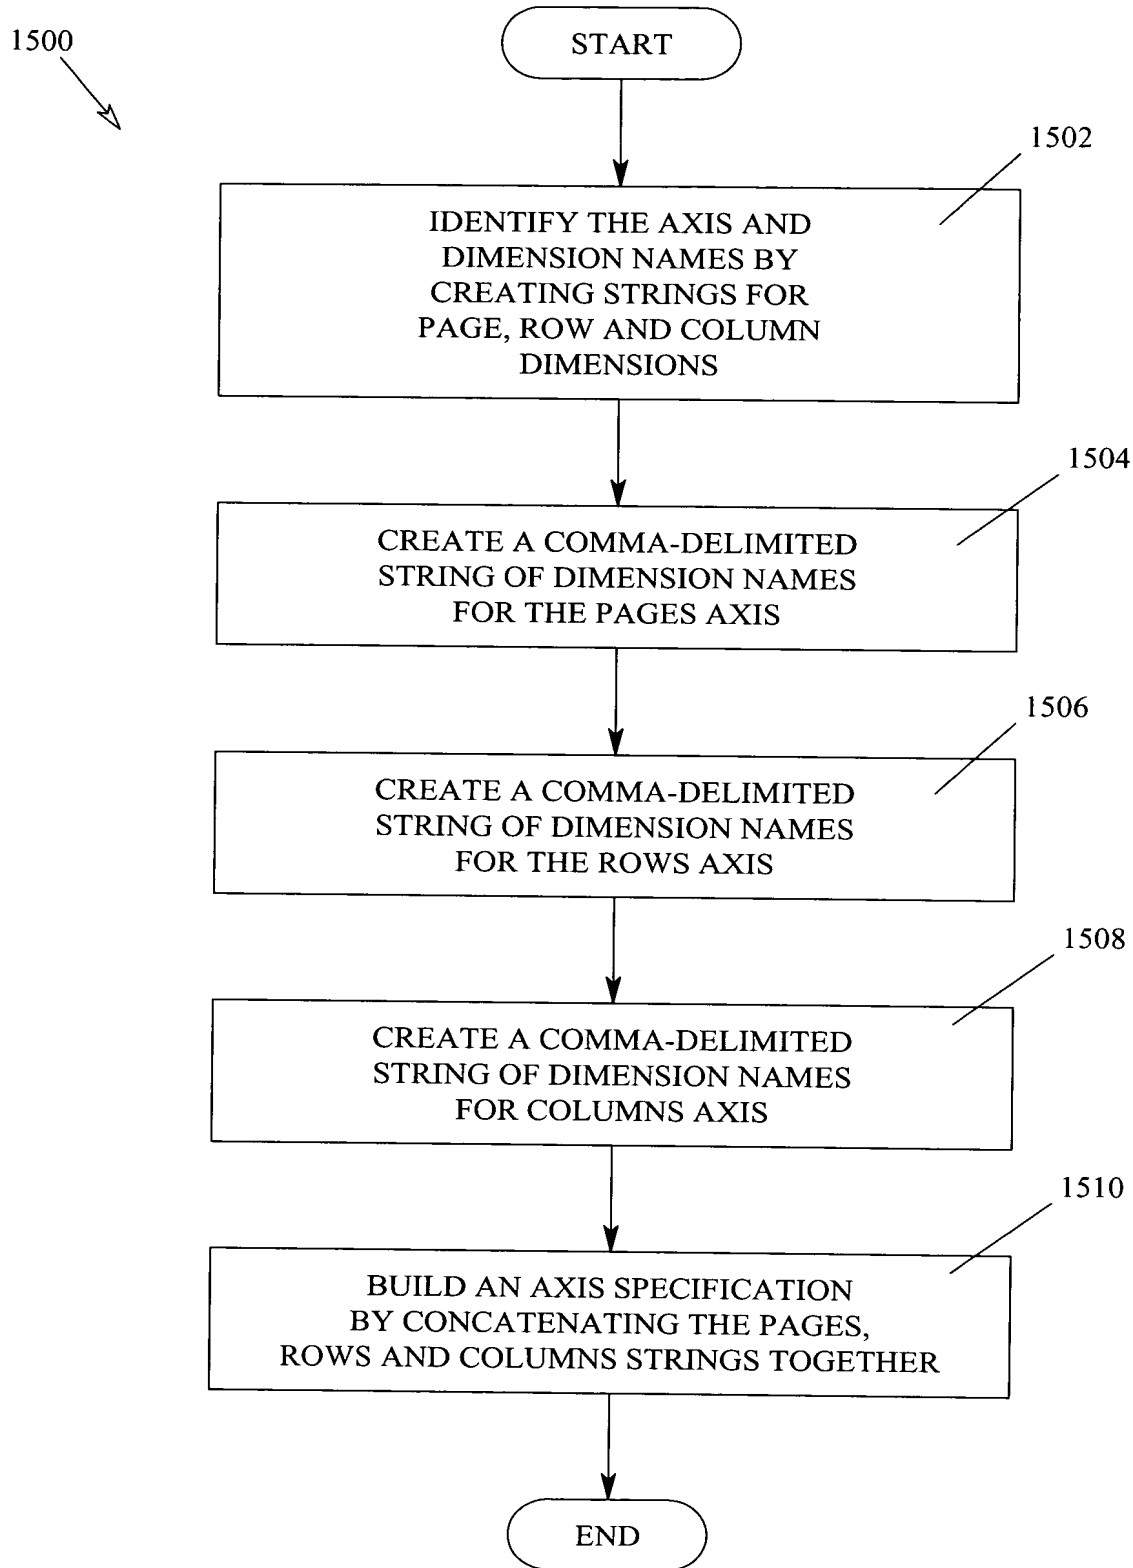 1500
START
1502
IDENTIFY THE AXIS AND
DIMENSION NAMES BY
CREATING STRINGS FOR
PAGE, ROW AND COLUMN
DIMENSIONS
1504
CREATE A COMMA-DELIMITED
STRING OF DIMENSION NAMES
FOR THE PAGES AXIS
1506
CREATE A COMMA-DELIMITED
STRING OF DIMENSION NAMES
FOR THE ROWS AXIS
1508
CREATE A COMMA-DELIMITED
STRING OF DIMENSION NAMES
FOR COLUMNS AXIS
1510
BUILD AN AXIS SPECIFICATION
BY CONCATENATING THE PAGES,
ROWS AND COLUMNS STRINGS TOGETHER
END